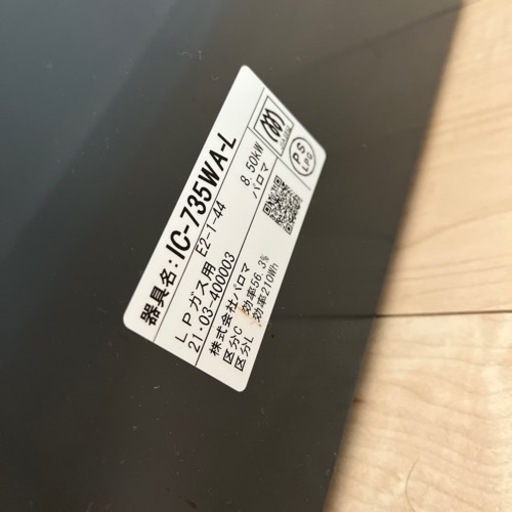 器具名:IC-735WA-L
LPガス用 E2-1-44 8.50kW
21.03-400003 パロマ
株式会社パロマ
区分C 効率56.3%
区分L 効率210Wh
PS
LPG